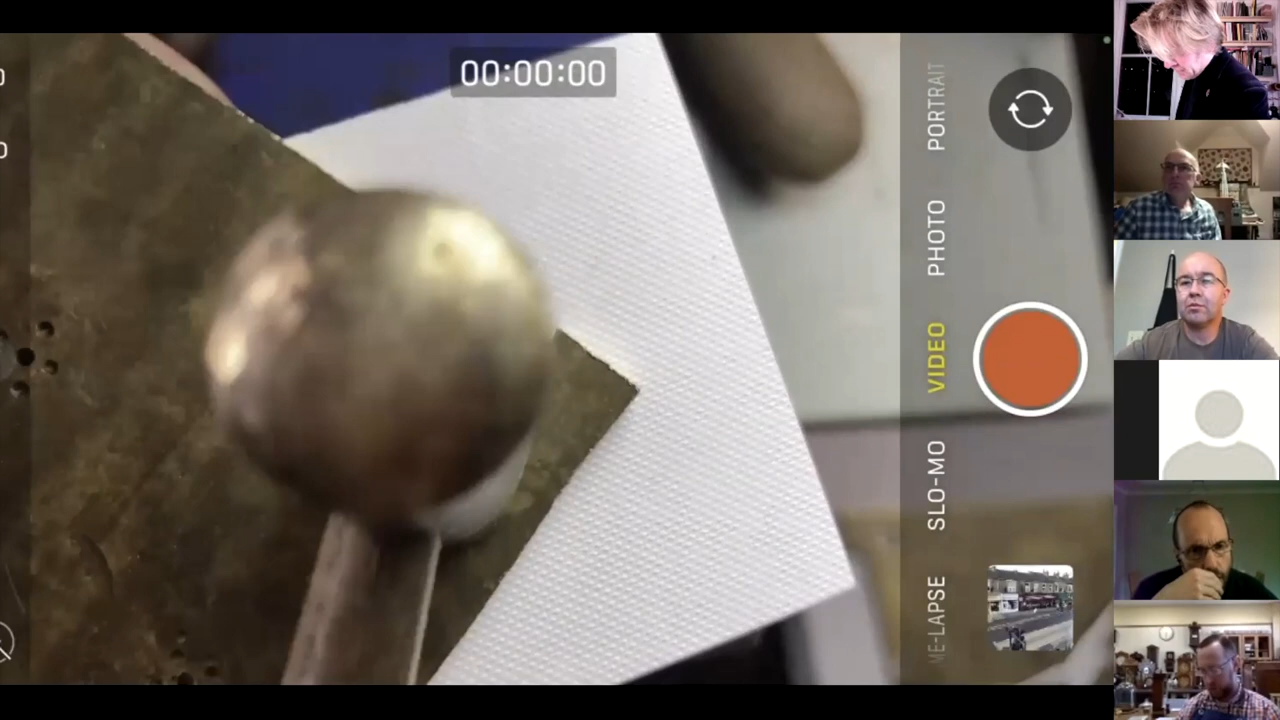 00:00:00
PORTRAIT
PHOTO
VIDEO
SLO-MO
ME-LAPSE